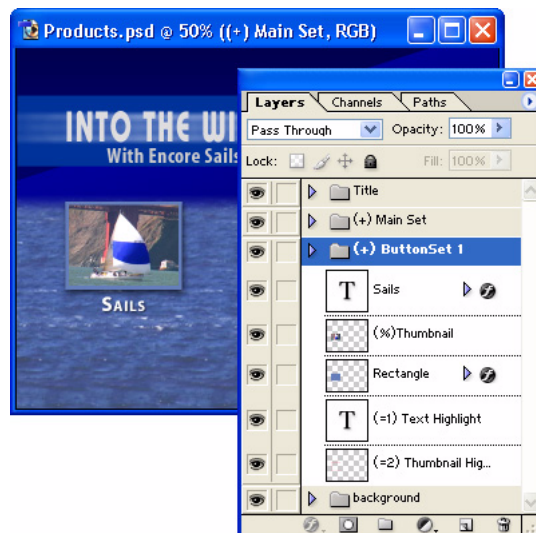 Products.psd @ 50% ((+) Main Set, RGB)
INTO THE WI
With Encore Sails
SAILS
Layers Channels Paths
Pass Through Opacity: 100%
Lock: Fill: 100%
Title
(+) Main Set
(+) ButtonSet 1
T Sails
(%)Thumbnail
Rectangle
T (=1) Text Highlight
(=2) Thumbnail Hig...
background